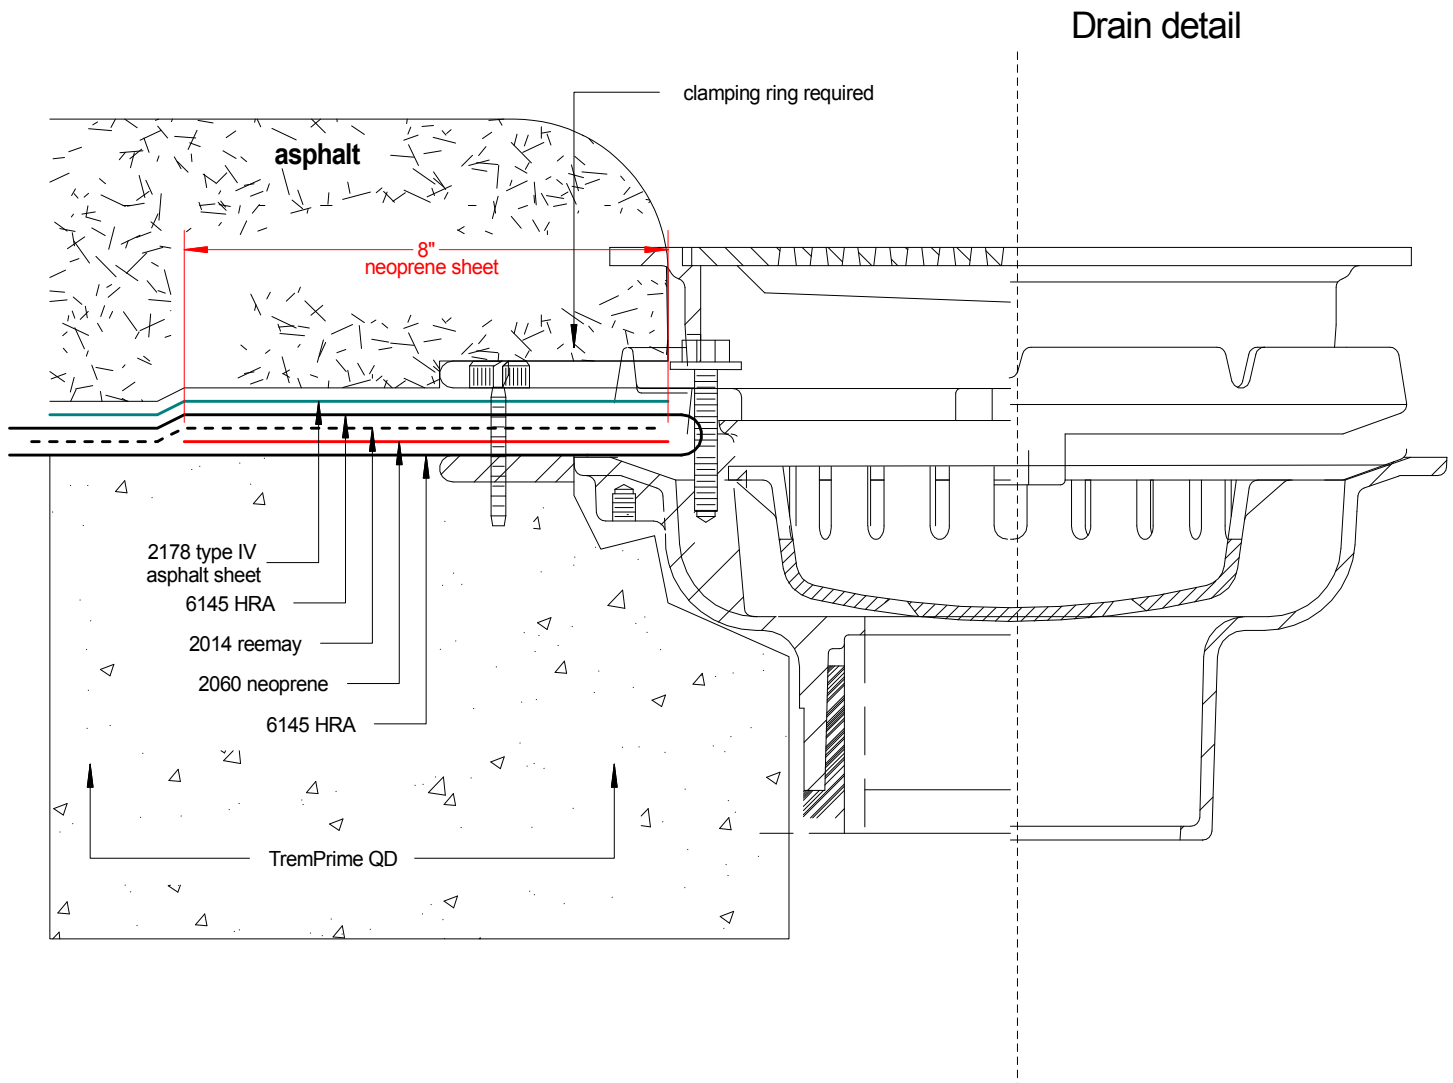 Drain detail
clamping ring required
asphalt
8"
neoprene sheet
2178 type IV
asphalt sheet
6145 HRA
2014 reemay
2060 neoprene
6145 HRA
TremPrime QD